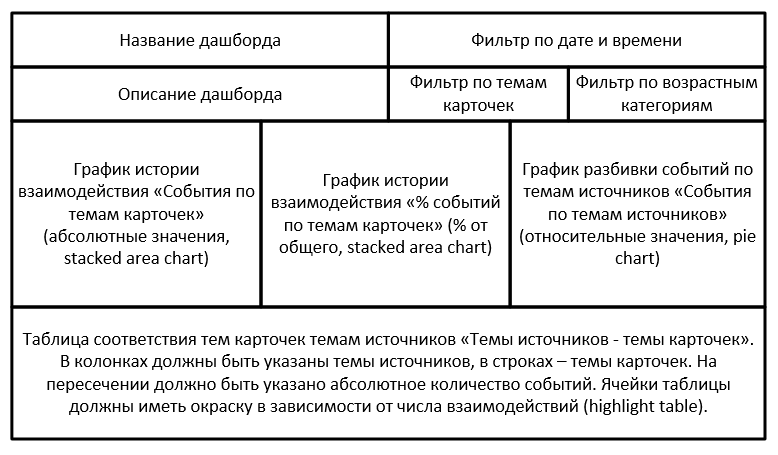 Название дашборда
Фильтр по дате и времени
Описание дашборда
Фильтр по темам
карточек
Фильтр по возрастным
категориям
График истории
взаимодействия «События по
темам карточек»
(абсолютные значения,
stacked area chart)
График истории
взаимодействия «% событий
по темам карточек» (% от
общего, stacked area chart)
График разбивки событий по
темам источников «События
по темам источников»
(относительные значения, pie
chart)
Таблица соответствия тем карточек темам источников «Темы источников - темы карточек».
В колонках должны быть указаны темы источников, в строках – темы карточек. На
пересечении должно быть указано абсолютное количество событий. Ячейки таблицы
должны иметь окраску в зависимости от числа взаимодействий (highlight table).